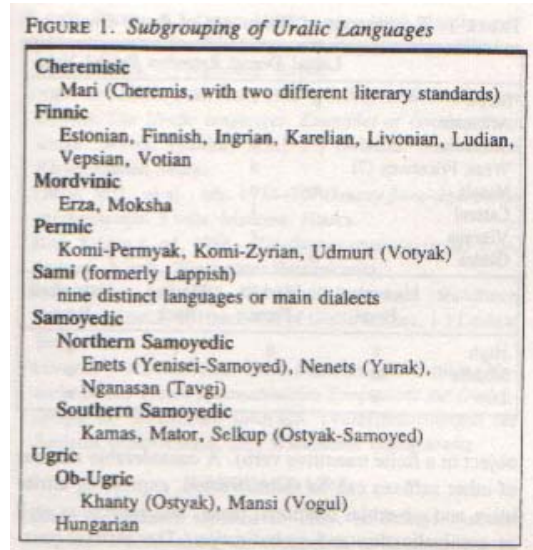 FIGURE 1. Subgrouping of Uralic Languages
Cheremisic
Mari (Cheremis, with two different literary standards)
Finnic
Estonian, Finnish, Ingrian, Karelian, Livonian, Ludian,
Vepsian, Votian
Mordvinic
Erza, Moksha
Permic
Komi-Permyak, Komi-Zyrian, Udmurt (Votyak)
Sami (formerly Lappish)
nine distinct languages or main dialects
Samoyedic
Northern Samoyedic
Enets (Yenisei-Samoyed), Nenets (Yurak),
Nganasan (Tavgi)
Southern Samoyedic
Kamas, Mator, Selkup (Ostyak-Samoyed)
Ugric
Ob-Ugric
Khanty (Ostyak), Mansi (Vogul)
Hungarian